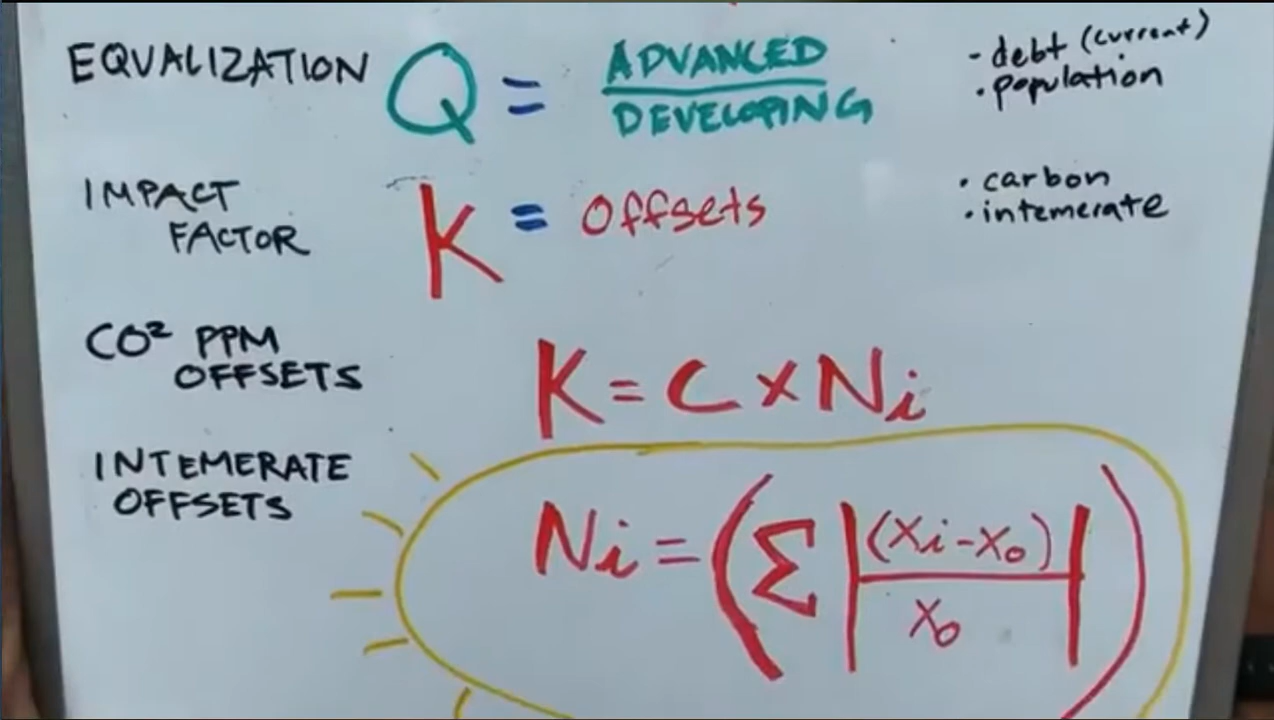 EQUALIZATION Q = ADVANCED / DEVELOPING
- debt (current)
• population
IMPACT FACTOR K = Offsets
• carbon
• intemerate
CO² PPM OFFSETS
K = C x Ni
INTEMERATE OFFSETS
Ni = (Σ |(xi - x₀) / x₀|)